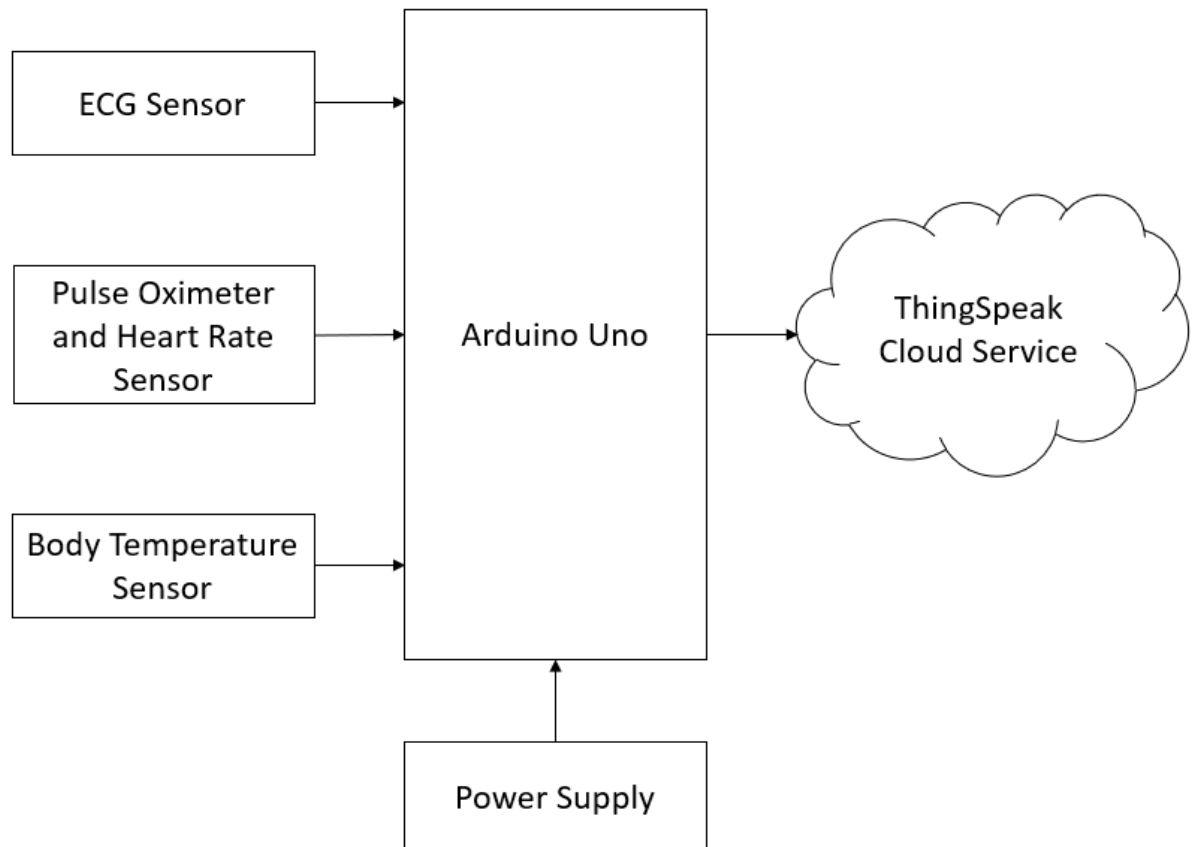 ECG Sensor
Pulse Oximeter
and Heart Rate
Sensor
Body Temperature
Sensor
Arduino Uno
ThingSpeak
Cloud Service
Power Supply